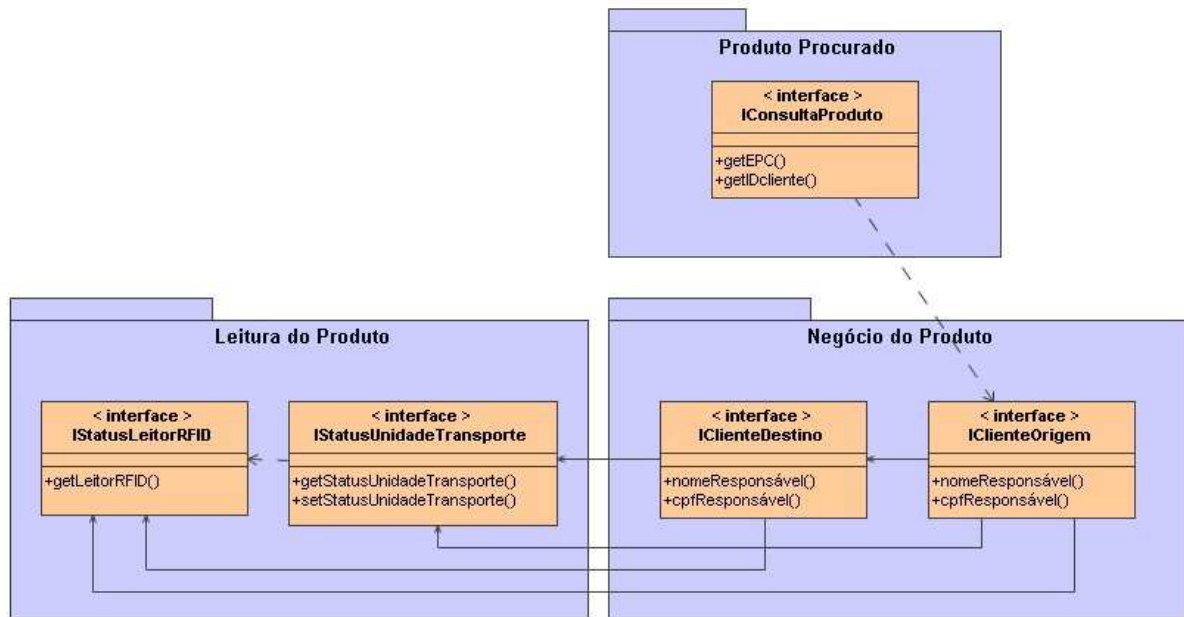 Produto Procurado
< interface >
IConsultaProduto
+getEPC()
+getIDcliente()
Leitura do Produto
< interface >
IStatusLeitorRFID
+getLeitorRFID()
< interface >
IStatusUnidadeTransporte
+getStatusUnidadeTransporte()
+setStatusUnidadeTransporte()
Negócio do Produto
< interface >
IClienteDestino
+nomeResponsável()
+cpfResponsável()
< interface >
IClienteOrigem
+nomeResponsável()
+cpfResponsável()